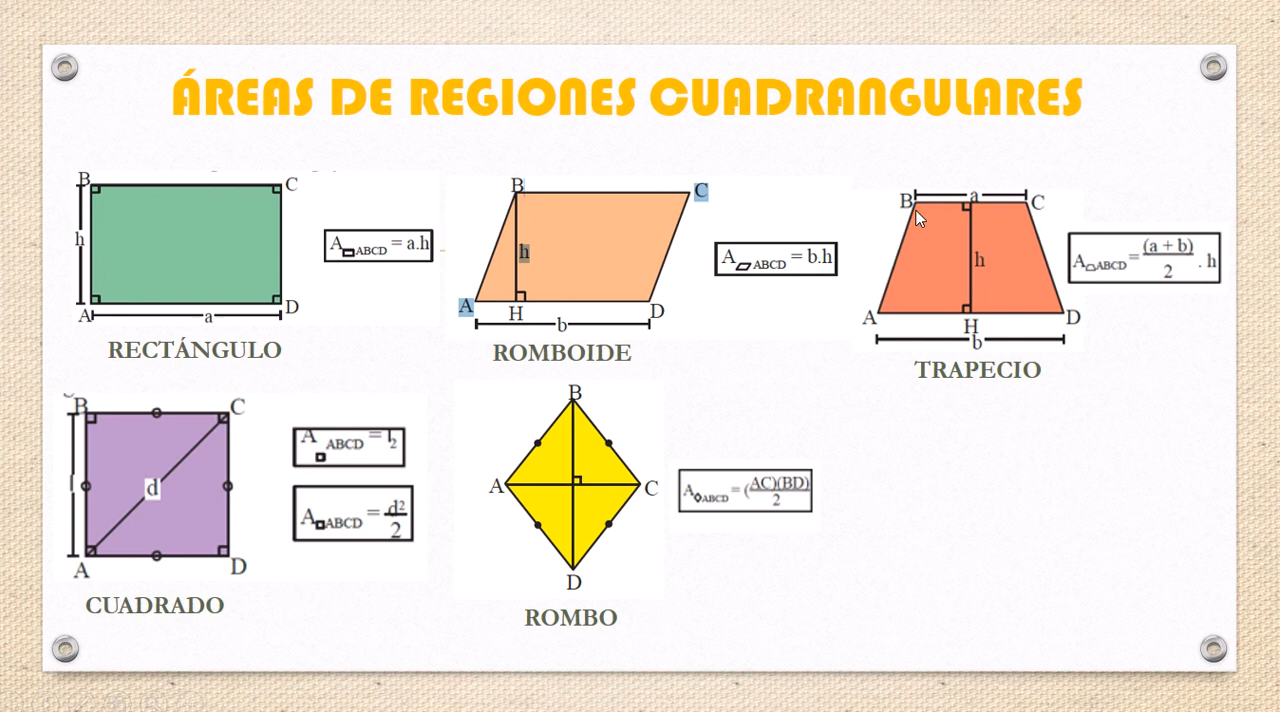 ÁREAS DE REGIONES CUADRANGULARES
B
C
h
A
D
a
A ABCD = a.h
RECTÁNGULO
B
C
h
A
H
D
b
A ABCD = b.h
ROMBOIDE
a
B
C
h
A
H
D
b
A ABCD = (a + b) / 2 . h
TRAPECIO
B
C
l
d
A
D
A ABCD = l2
A ABCD = d² / 2
CUADRADO
B
A
C
D
A ABCD = (AC)(BD) / 2
ROMBO